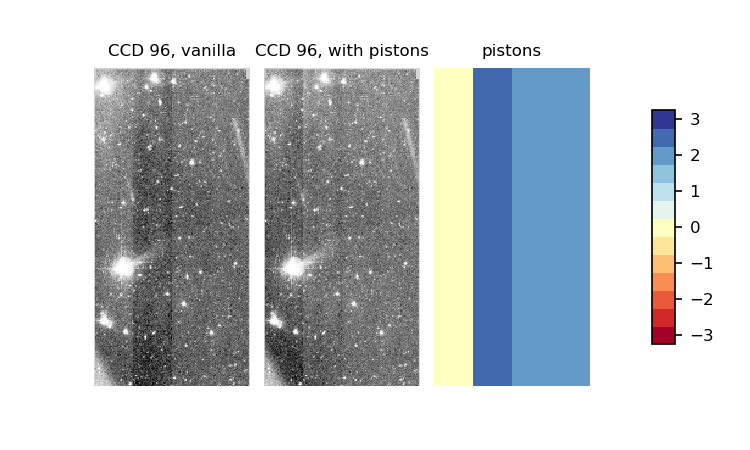 CCD 96, vanilla
CCD 96, with pistons
pistons
3
2
1
0
−1
−2
−3